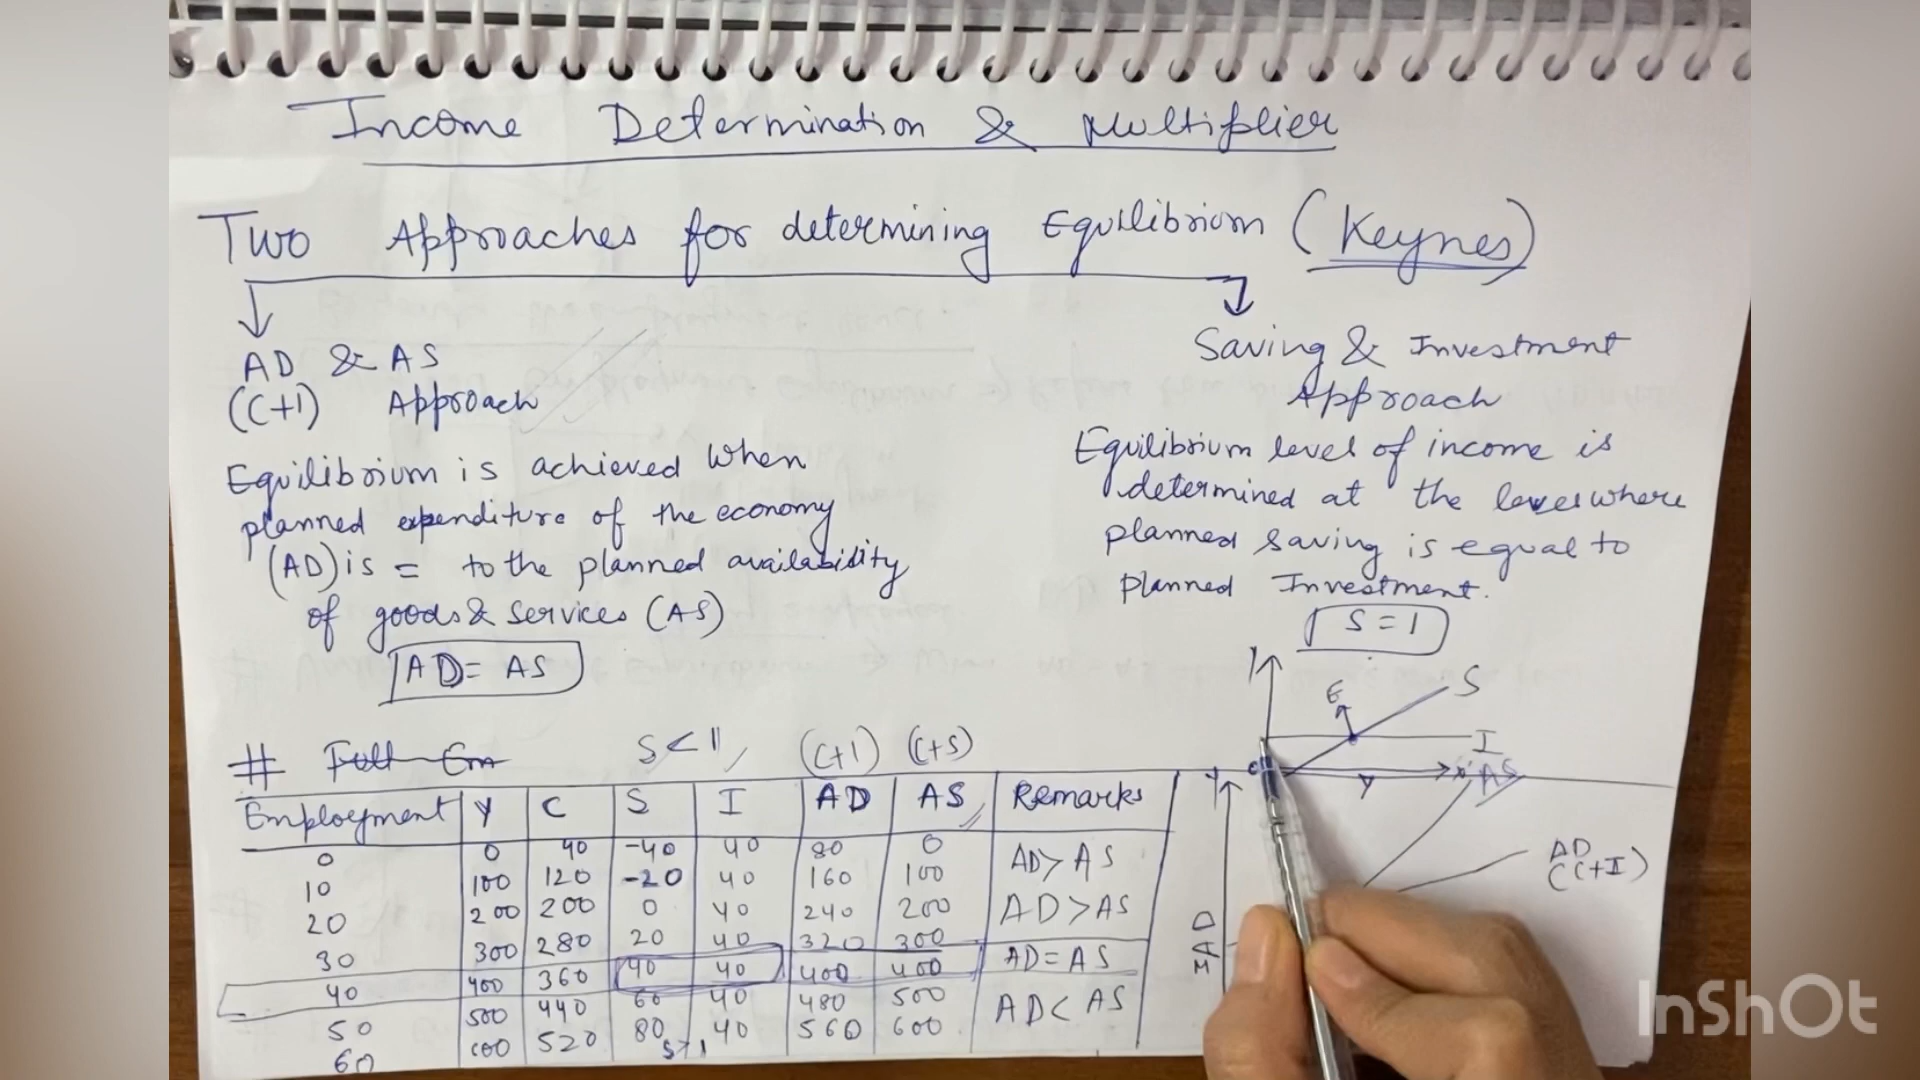 Income Determination & Multiplier
Two Approaches for determining Equilibrium (Keynes)
AD & AS
(C+I) Approach
Equilibrium is achieved when
planned expenditure of the economy
(AD) is = to the planned availability
of goods & services (AS)
AD = AS
Saving & Investment
Approach
Equilibrium level of income is
determined at the level where
planned saving is equal to
planned Investment.
S = I
Y
S
E
I
Y
AS
Y
AD
(C+I)
AD
# Full Em
S < I
(C+I) (C+S)
Employment Y C S I AD AS Remarks
0 0 40 -40 40 80 0
10 100 120 -20 40 160 100 AD > AS
20 200 200 0 40 240 200 AD > AS
30 300 280 20 40 320 300
40 400 360 40 40 400 400 AD = AS
50 500 440 60 40 480 500 AD < AS
60 600 520 80 40 560 600
S > I
InShOt